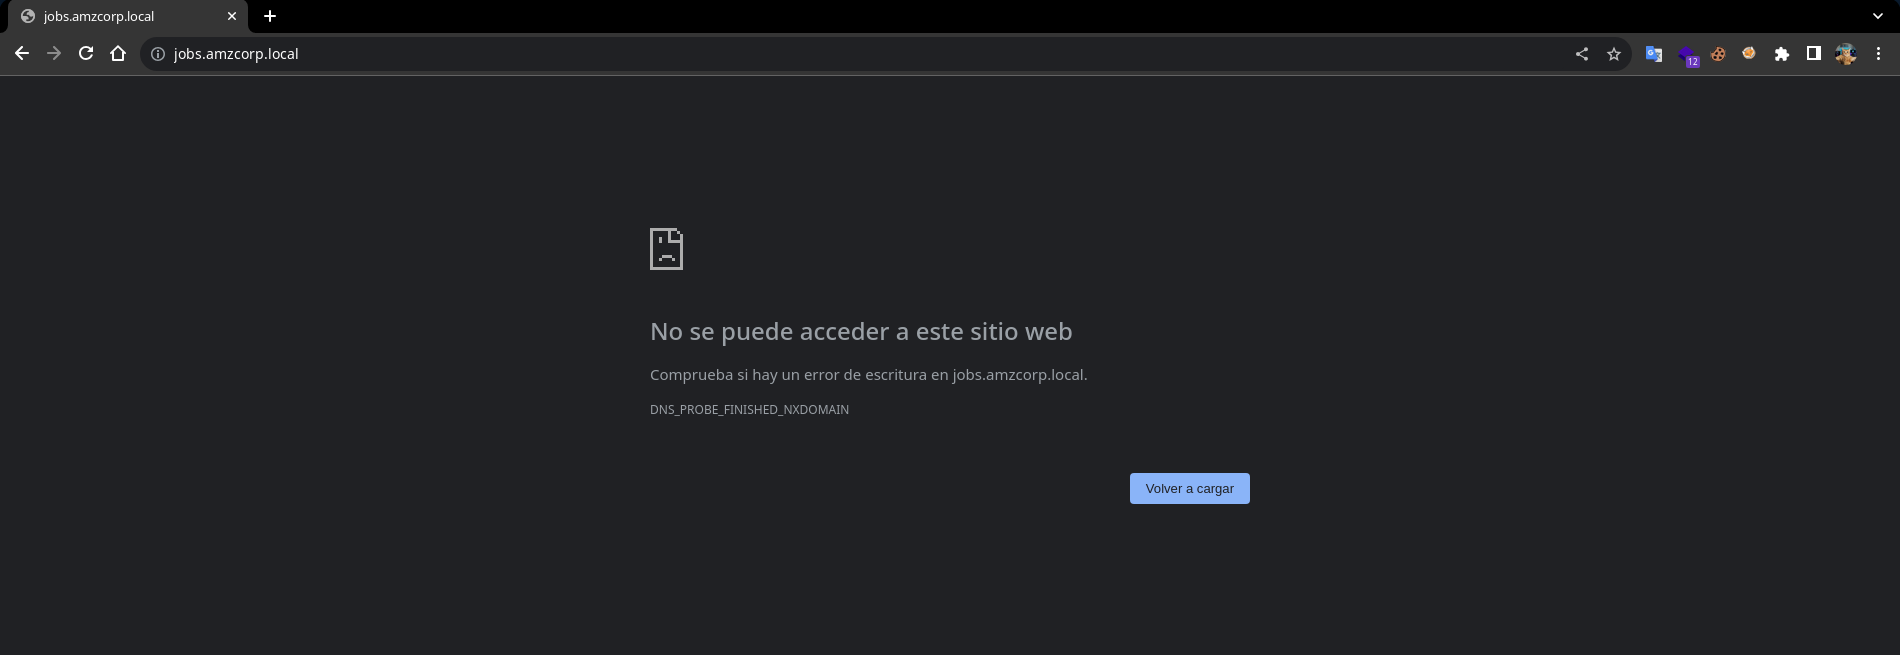 jobs.amzcorp.local
jobs.amzcorp.local
12
No se puede acceder a este sitio web
Comprueba si hay un error de escritura en jobs.amzcorp.local.
DNS_PROBE_FINISHED_NXDOMAIN
Volver a cargar